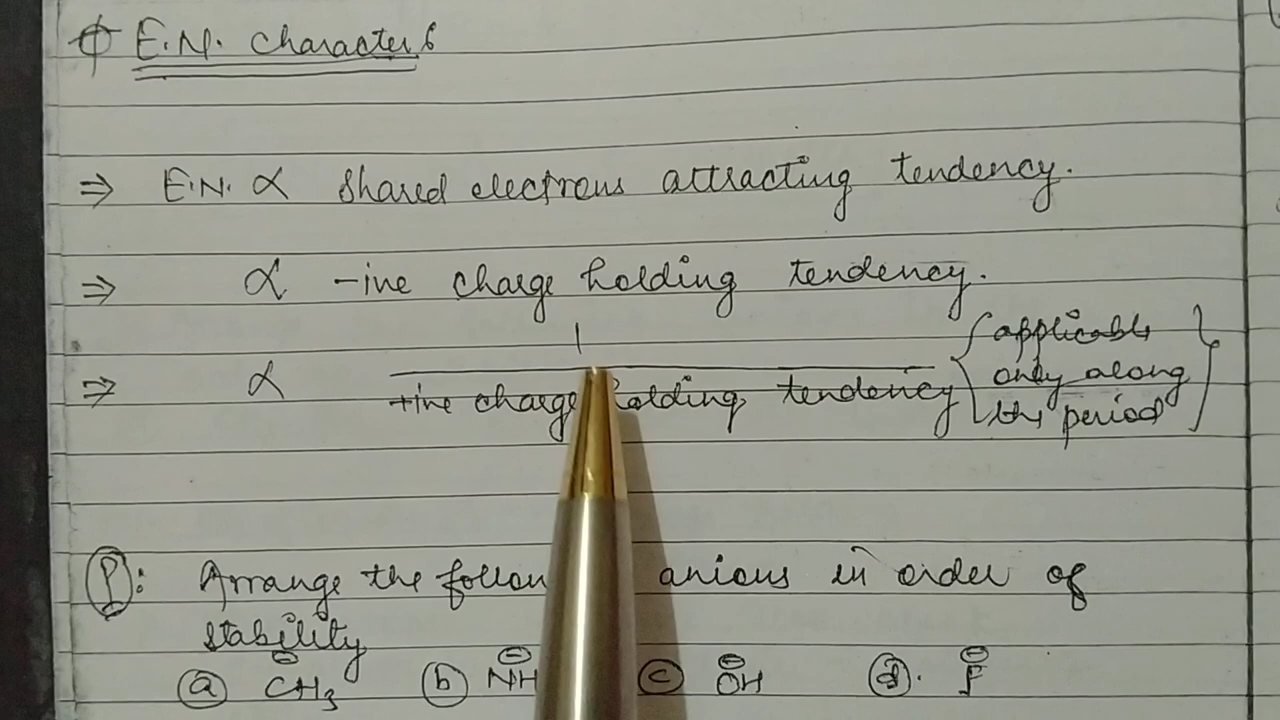 E.N. Character
⇒ E.N. ∝ Shared electrons attracting tendency.
⇒ ∝ -ive charge holding tendency.
⇒ ∝ 1
+ive charge holding tendency { applicable
only along
the period }
(P): Arrange the follow anions in order of
stability
(a) ⊖CH3 (b) ⊖NH (c) ⊖OH (d). ⊖F